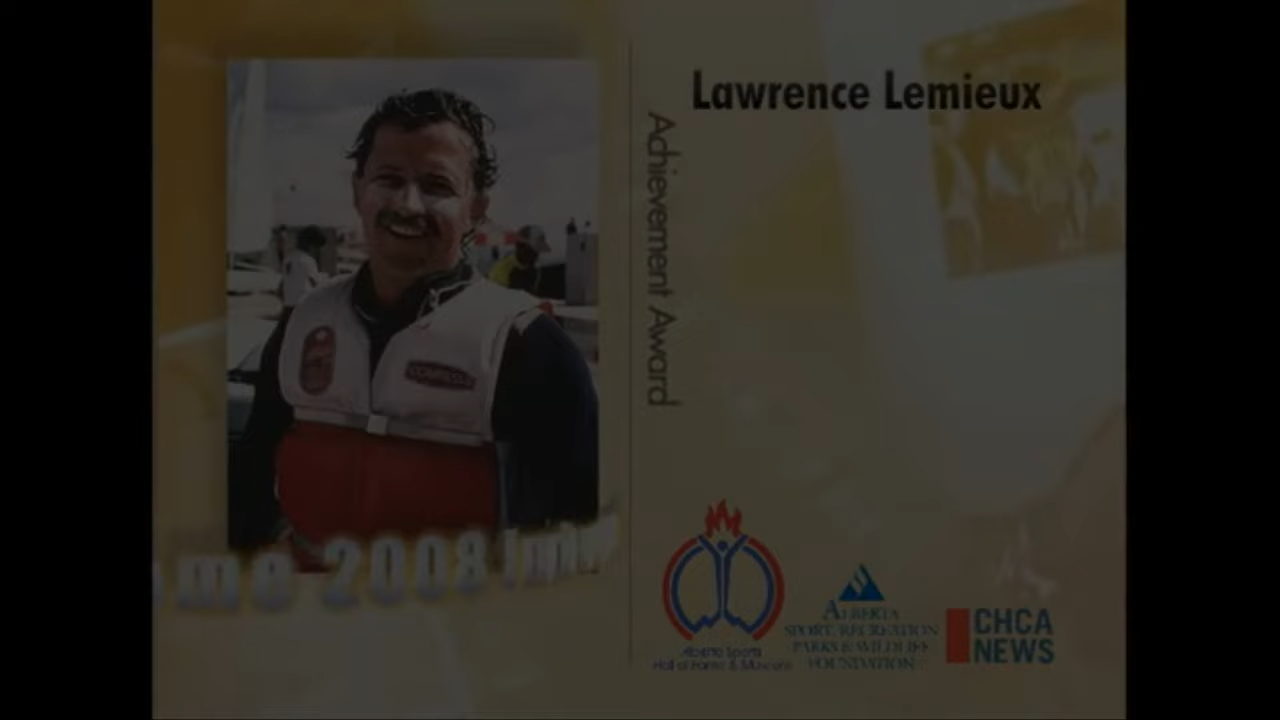 Lawrence Lemieux
Achievement Award
ome 2008
Alberta Sports
Hall of Fame & Museum
ALBERTA
SPORT, RECREATION
PARKS & WILDLIFE
FOUNDATION
CHCA
NEWS